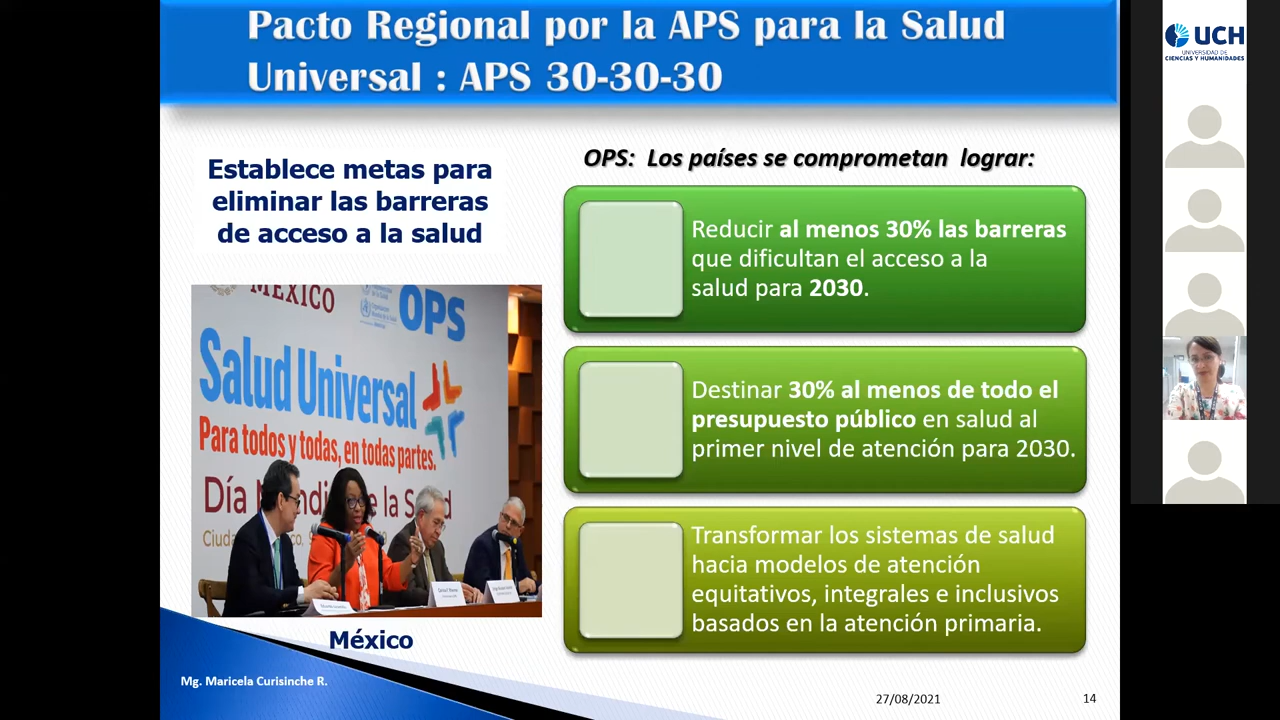 Pacto Regional por la APS para la Salud
Universal : APS 30-30-30
UCH
UNIVERSIDAD DE
CIENCIAS Y HUMANIDADES
Establece metas para
eliminar las barreras
de acceso a la salud
OPS: Los países se comprometan lograr:
Reducir al menos 30% las barreras
que dificultan el acceso a la
salud para 2030.
Destinar 30% al menos de todo el
presupuesto público en salud al
primer nivel de atención para 2030.
Transformar los sistemas de salud
hacia modelos de atención
equitativos, integrales e inclusivos
basados en la atención primaria.
MÉXICO
OPS
Salud Universal
Para todos y todas, en todas partes.
Día
México
Mg. Maricela Curisinche R.
27/08/2021
14